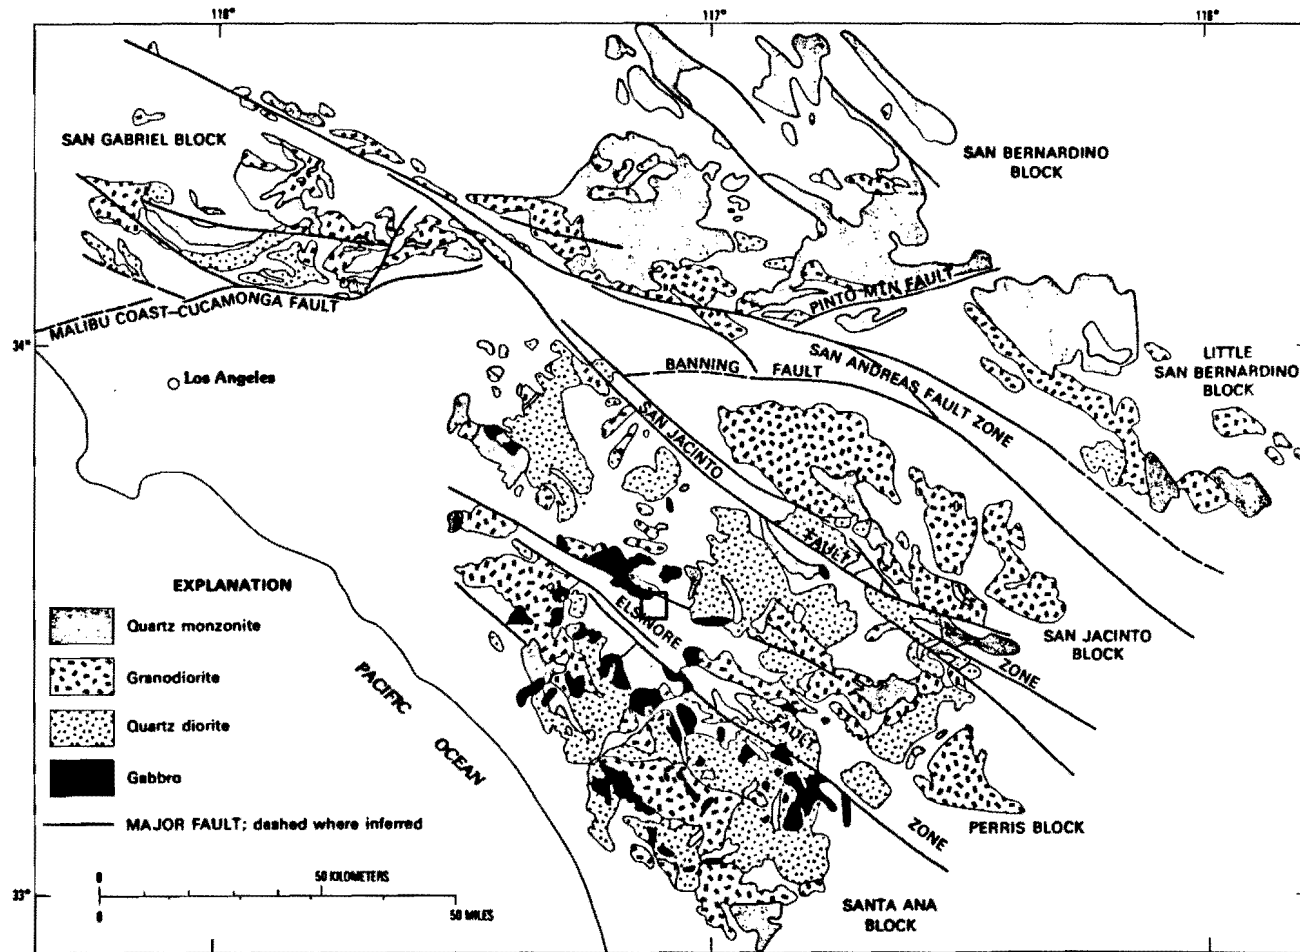 118°
117°
116°
SAN GABRIEL BLOCK
SAN BERNARDINO
BLOCK
MALIBU COAST–CUCAMONGA FAULT
PINTO MTN FAULT
34°
Los Angeles
BANNING FAULT
SAN ANDREAS FAULT ZONE
LITTLE
SAN BERNARDINO
BLOCK
SAN JACINTO
FAULT
ZONE
EXPLANATION
Quartz monzonite
Granodiorite
Quartz diorite
Gabbro
MAJOR FAULT; dashed where inferred
ELSINORE
FAULT
ZONE
SAN JACINTO
BLOCK
PACIFIC
OCEAN
PERRIS BLOCK
SANTA ANA
BLOCK
33°
0
50 KILOMETERS
0
50 MILES